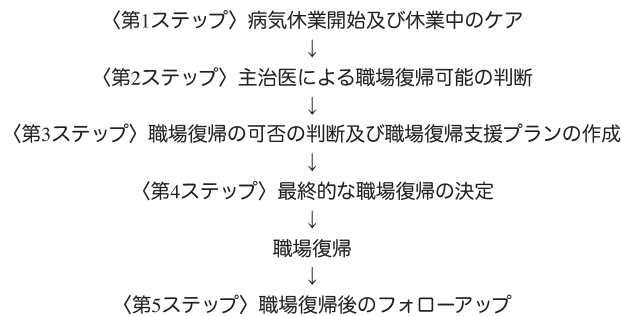 〈第1ステップ〉病気休業開始及び休業中のケア
↓
〈第2ステップ〉主治医による職場復帰可能の判断
↓
〈第3ステップ〉職場復帰の可否の判断及び職場復帰支援プランの作成
↓
〈第4ステップ〉最終的な職場復帰の決定
↓
職場復帰
↓
〈第5ステップ〉職場復帰後のフォローアップ